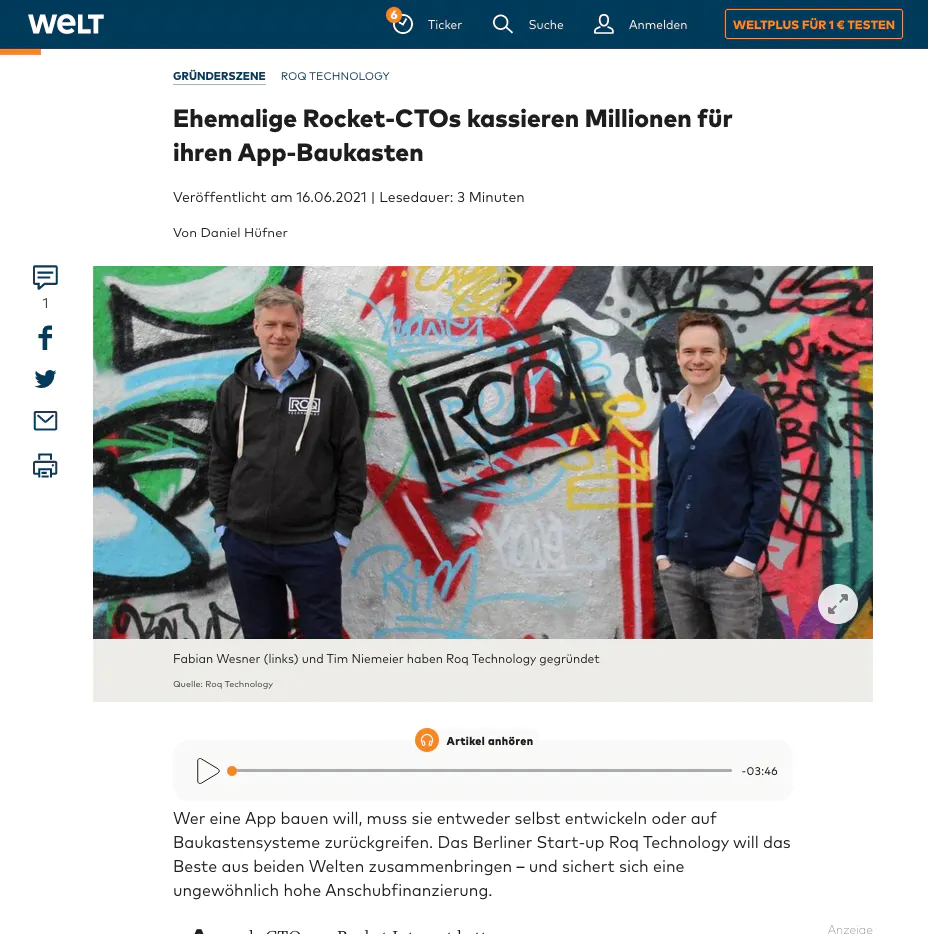 WELT
6
Ticker
Suche
Anmelden
WELTPLUS FÜR 1 € TESTEN
GRÜNDERSZENE ROQ TECHNOLOGY
Ehemalige Rocket-CTOs kassieren Millionen für
ihren App-Baukasten
Veröffentlicht am 16.06.2021 | Lesedauer: 3 Minuten
Von Daniel Hüfner
1
ROQ
ROQ
TECHNOLOGY
Fabian Wesner (links) und Tim Niemeier haben Roq Technology gegründet
Quelle: Roq Technology
Artikel anhören
-03:46
Wer eine App bauen will, muss sie entweder selbst entwickeln oder auf
Baukastensysteme zurückgreifen. Das Berliner Start-up Roq Technology will das
Beste aus beiden Welten zusammenbringen – und sichert sich eine
ungewöhnlich hohe Anschubfinanzierung.
Anzeige